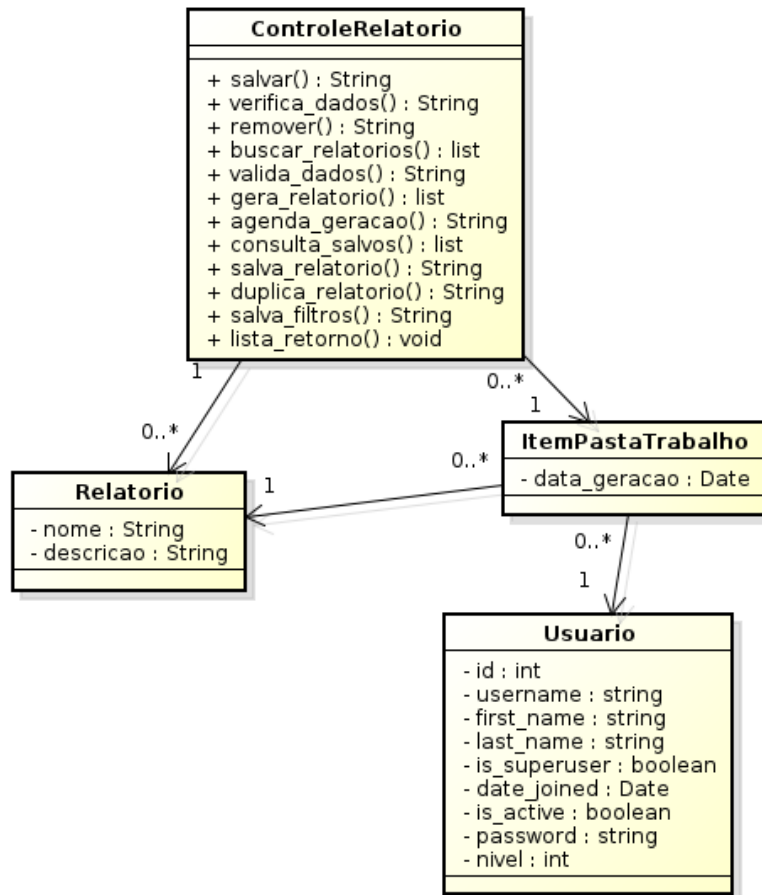 ControleRelatorio
+ salvar() : String
+ verifica_dados() : String
+ remover() : String
+ buscar_relatorios() : list
+ valida_dados() : String
+ gera_relatorio() : list
+ agenda_geracao() : String
+ consulta_salvos() : list
+ salva_relatorio() : String
+ duplica_relatorio() : String
+ salva_filtros() : String
+ lista_retorno() : void
1
0..*
0..*
1
ItemPastaTrabalho
- data_geracao : Date
0..*
1
Relatorio
- nome : String
- descricao : String
0..*
1
Usuario
- id : int
- username : string
- first_name : string
- last_name : string
- is_superuser : boolean
- date_joined : Date
- is_active : boolean
- password : string
- nivel : int